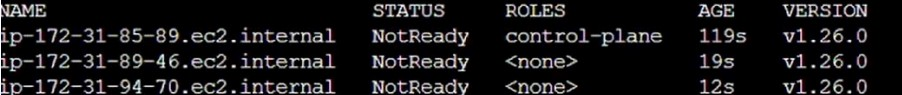 NAME STATUS ROLES AGE VERSION
ip-172-31-85-89.ec2.internal NotReady control-plane 119s v1.26.0
ip-172-31-89-46.ec2.internal NotReady <none> 19s v1.26.0
ip-172-31-94-70.ec2.internal NotReady <none> 12s v1.26.0